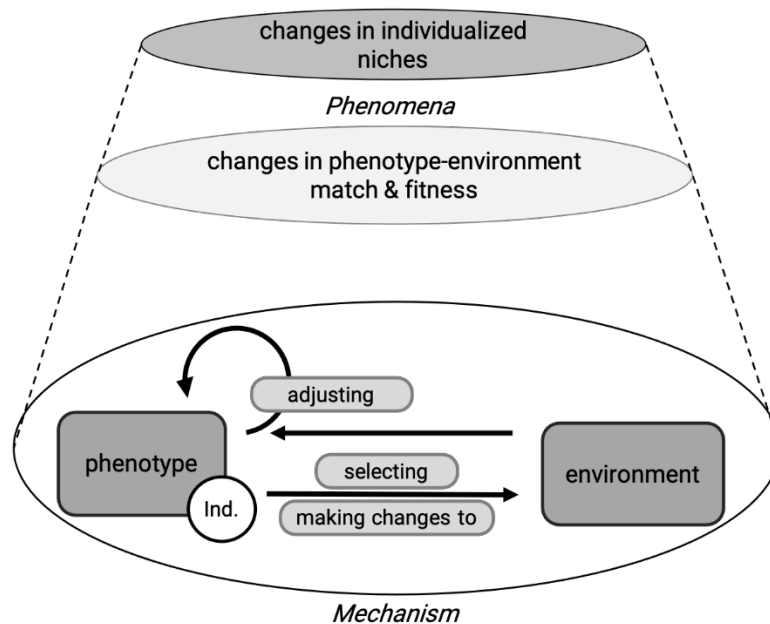 changes in individualized
niches
Phenomena
changes in phenotype-environment
match & fitness
adjusting
phenotype
selecting
environment
Ind.
making changes to
Mechanism